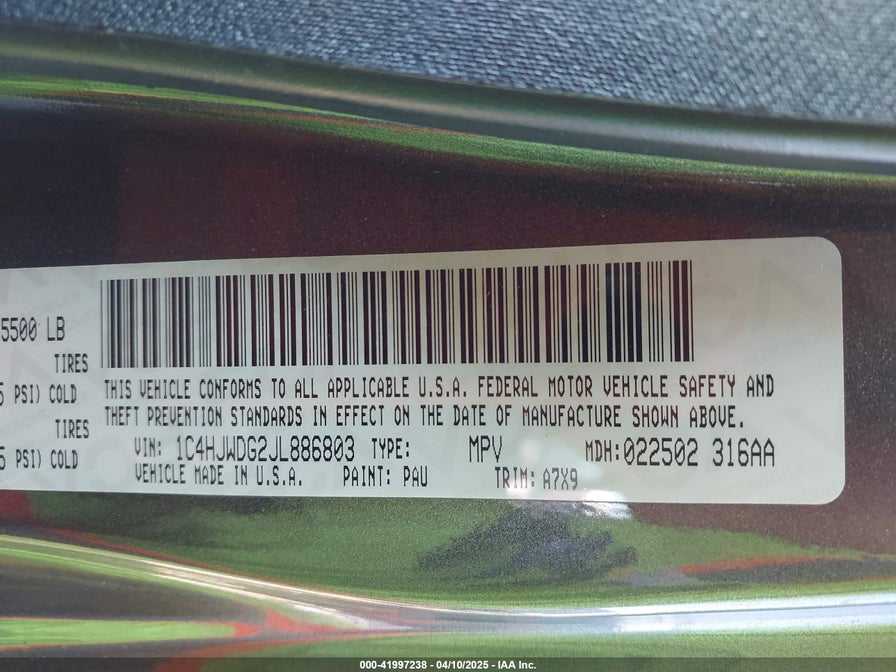 5500 LB
TIRES
5 PSI) COLD
TIRES
5 PSI) COLD
THIS VEHICLE CONFORMS TO ALL APPLICABLE U.S.A. FEDERAL MOTOR VEHICLE SAFETY AND
THEFT PREVENTION STANDARDS IN EFFECT ON THE DATE OF MANUFACTURE SHOWN ABOVE.
VIN: 1C4HJWDG2JL886803 TYPE: MPV MDH:022502 316AA
VEHICLE MADE IN U.S.A. PAINT: PAU TRIM: A7X9
000-41997238 - 04/10/2025 - IAA Inc.